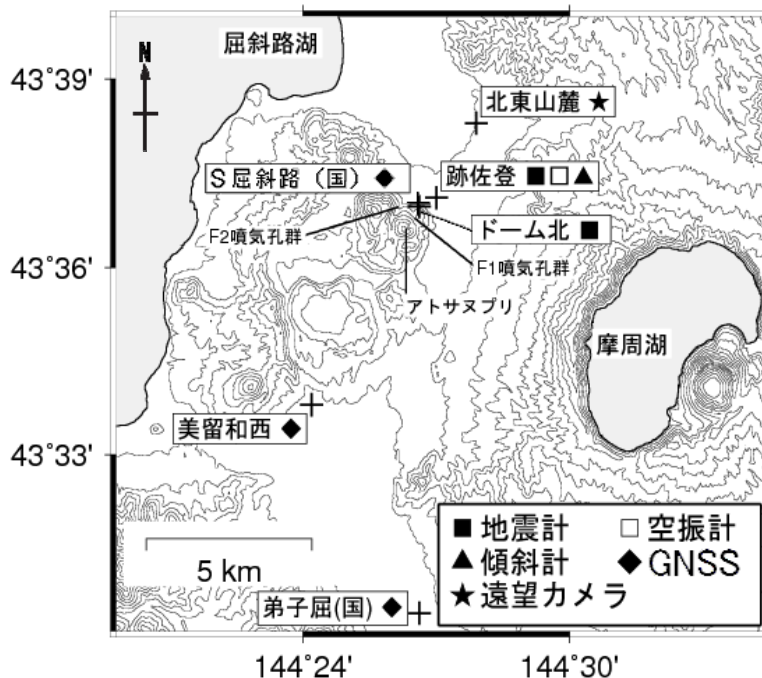 屈斜路湖
N
43°39'
北東山麓 ★
S屈斜路（国） ◆
跡佐登 ■□▲
F2噴気孔群
ドーム北 ■
43°36'
F1噴気孔群
アトサヌプリ
摩周湖
美留和西 ◆
43°33'
■ 地震計 □ 空振計
▲ 傾斜計 ◆ GNSS
★ 遠望カメラ
5 km
弟子屈(国) ◆
144°24' 144°30'